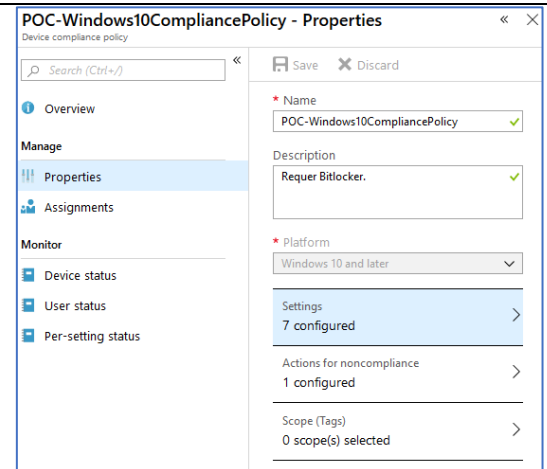 POC-Windows10CompliancePolicy - Properties
Device compliance policy
Search (Ctrl+/)
Overview
Manage
Properties
Assignments
Monitor
Device status
User status
Per-setting status
Save Discard
* Name
POC-Windows10CompliancePolicy
Description
Requer Bitlocker.
* Platform
Windows 10 and later
Settings
7 configured
Actions for noncompliance
1 configured
Scope (Tags)
0 scope(s) selected